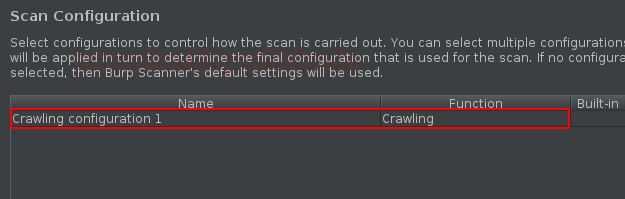 Scan Configuration
Select configurations to control how the scan is carried out. You can select multiple configurations
will be applied in turn to determine the final configuration that is used for the scan. If no configura
selected, then Burp Scanner's default settings will be used.
Name Function Built-in
Crawling configuration 1 Crawling